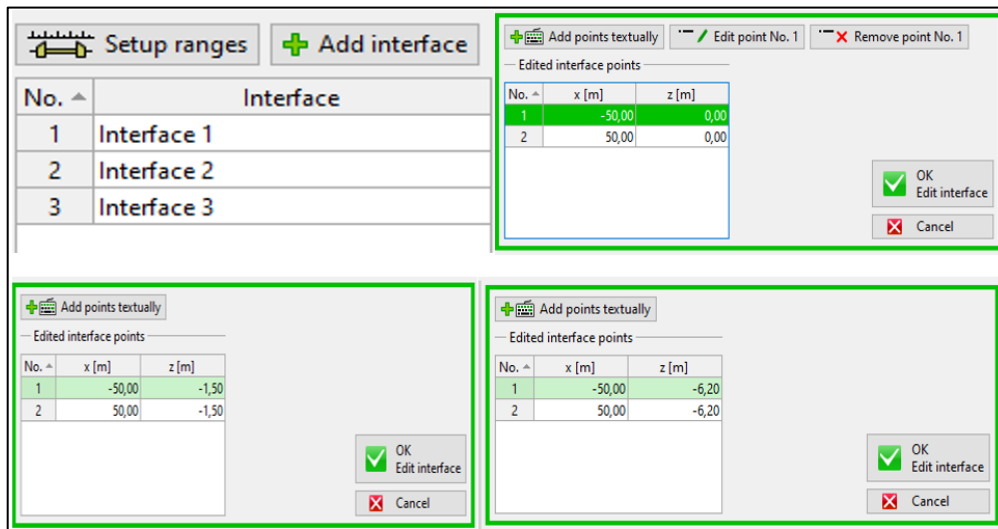 Setup ranges Add interface
No. Interface
1 Interface 1
2 Interface 2
3 Interface 3
Add points textually Edit point No. 1 Remove point No. 1
Edited interface points
No. x [m] z [m]
1 -50,00 0,00
2 50,00 0,00
OK
Edit interface
Cancel
Add points textually
Edited interface points
No. x [m] z [m]
1 -50,00 -1,50
2 50,00 -1,50
OK
Edit interface
Cancel
Add points textually
Edited interface points
No. x [m] z [m]
1 -50,00 -6,20
2 50,00 -6,20
OK
Edit interface
Cancel